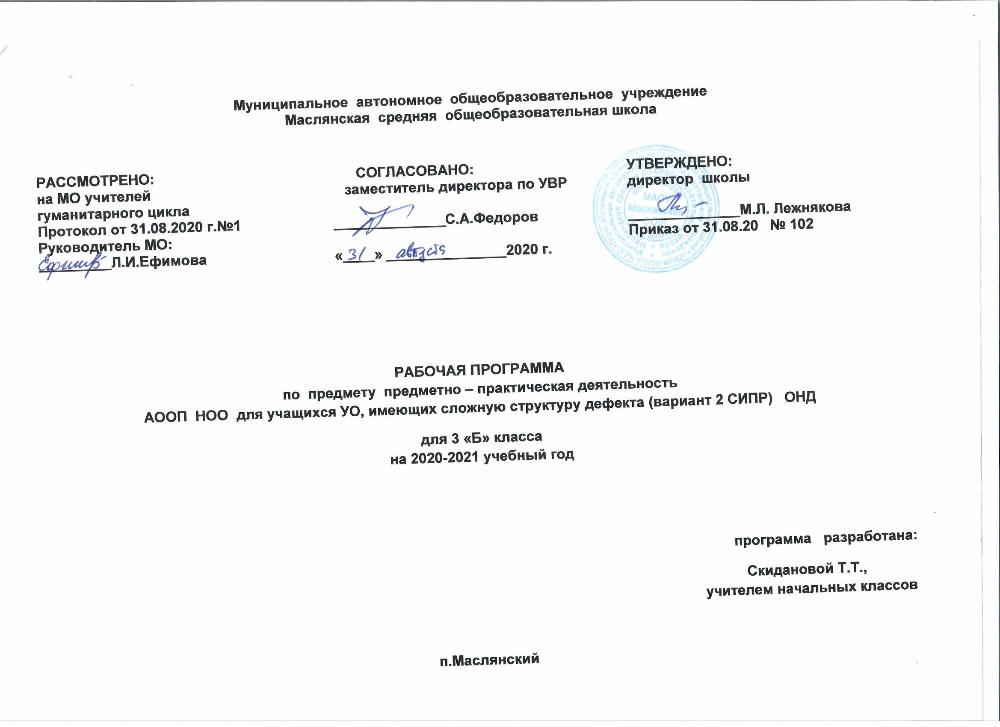 Муниципальное автономное общеобразовательное учреждение
Маслянская средняя общеобразовательная школа
РАССМОТРЕНО:
на МО учителей
гуманитарного цикла
Протокол от 31.08.2020 г.№1
Руководитель МО:
Л.И.Ефимова
СОГЛАСОВАНО:
заместитель директора по УВР
С.А.Федоров
«31» августа 2020 г.
УТВЕРЖДЕНО:
директор школы
М.Л. Лежнякова
Приказ от 31.08.20 № 102
МАОУ
Маслянская
СОШ
ОГРН 1027201483627
РАБОЧАЯ ПРОГРАММА
по предмету предметно – практическая деятельность
АООП НОО для учащихся УО, имеющих сложную структуру дефекта (вариант 2 СИПР) ОНД
для 3 «Б» класса
на 2020-2021 учебный год
программа разработана:
Скидановой Т.Т.,
учителем начальных классов
п.Маслянский